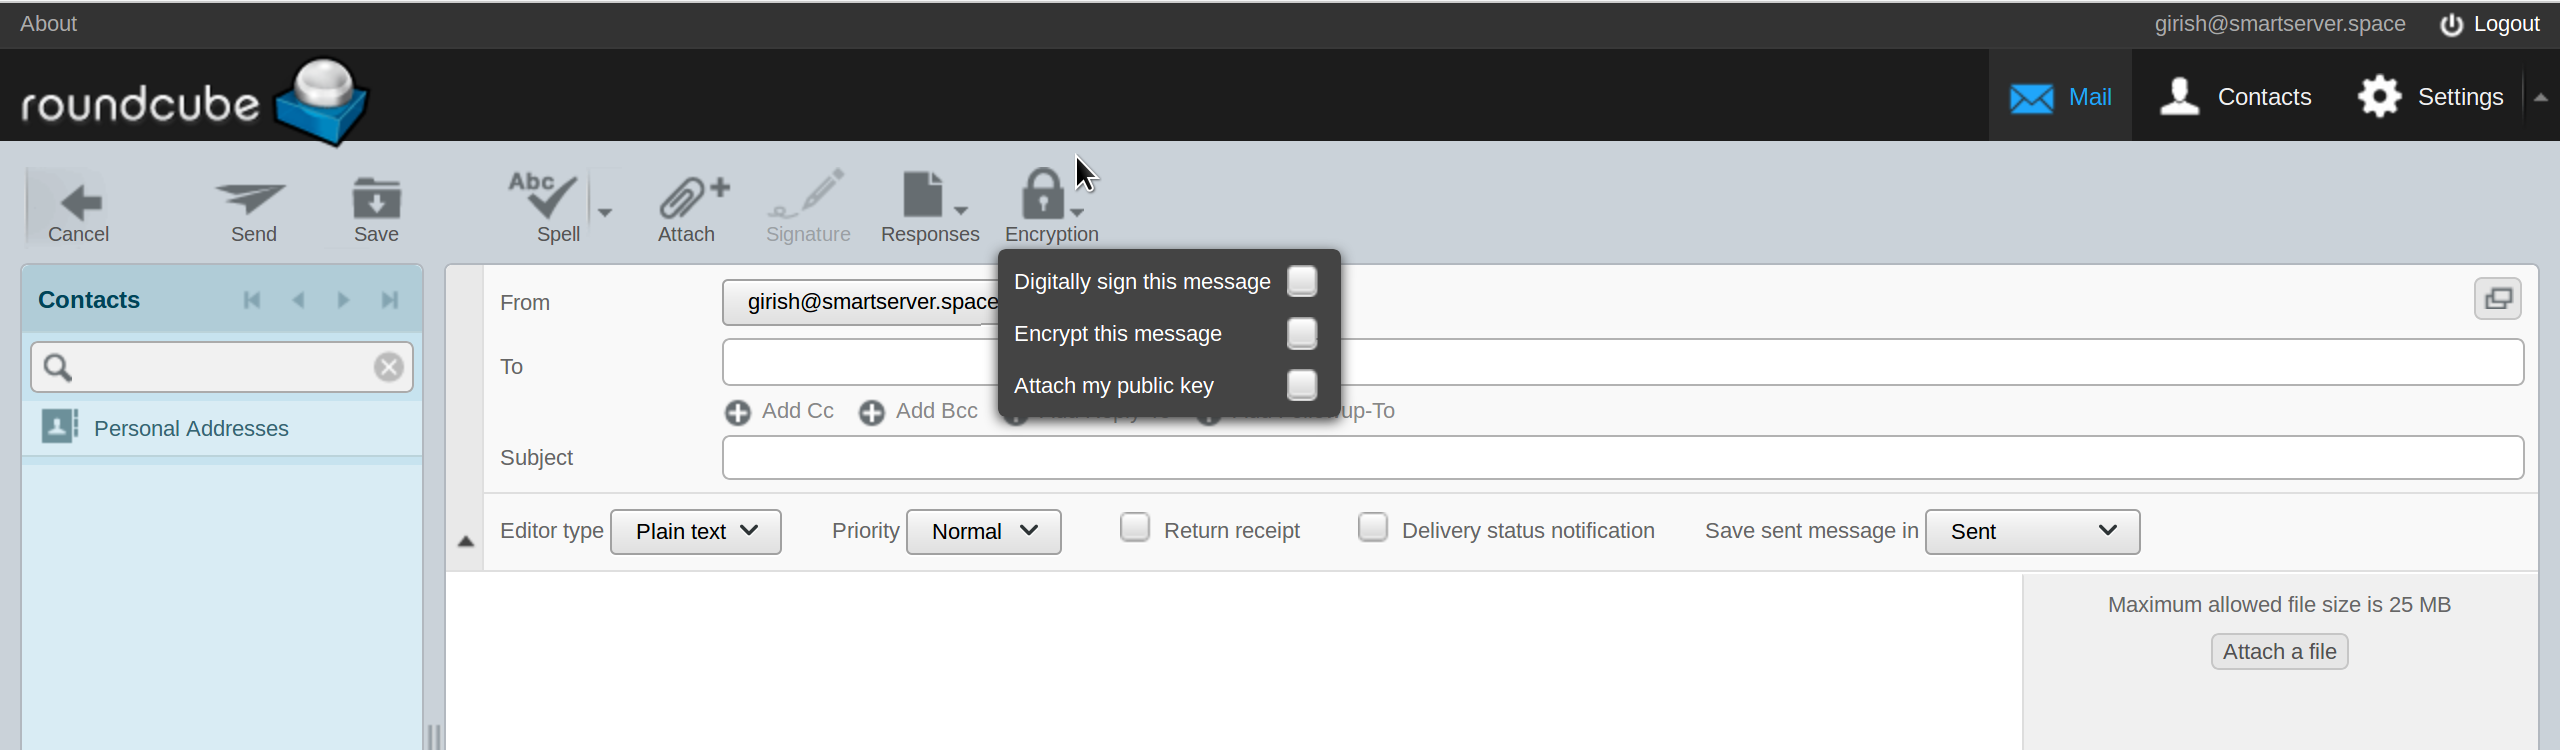 About
girish@smartserver.space Logout
roundcube
Mail Contacts Settings
Abc
Cancel Send Save Spell Attach Signature Responses Encryption
Digitally sign this message
Encrypt this message
Attach my public key
Contacts
Personal Addresses
From girish@smartserver.space
To
Add Cc Add Bcc up-To
Subject
Editor type Plain text Priority Normal Return receipt Delivery status notification Save sent message in Sent
Maximum allowed file size is 25 MB
Attach a file